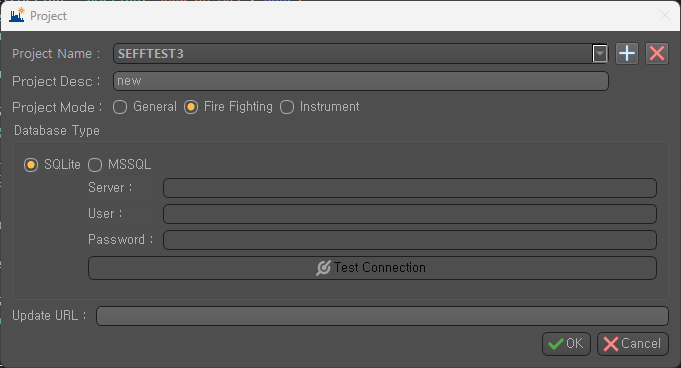 Project
Project Name : SEFFTEST3
Project Desc : new
Project Mode : General Fire Fighting Instrument
Database Type
SQLite MSSQL
Server :
User :
Password :
Test Connection
Update URL :
OK Cancel